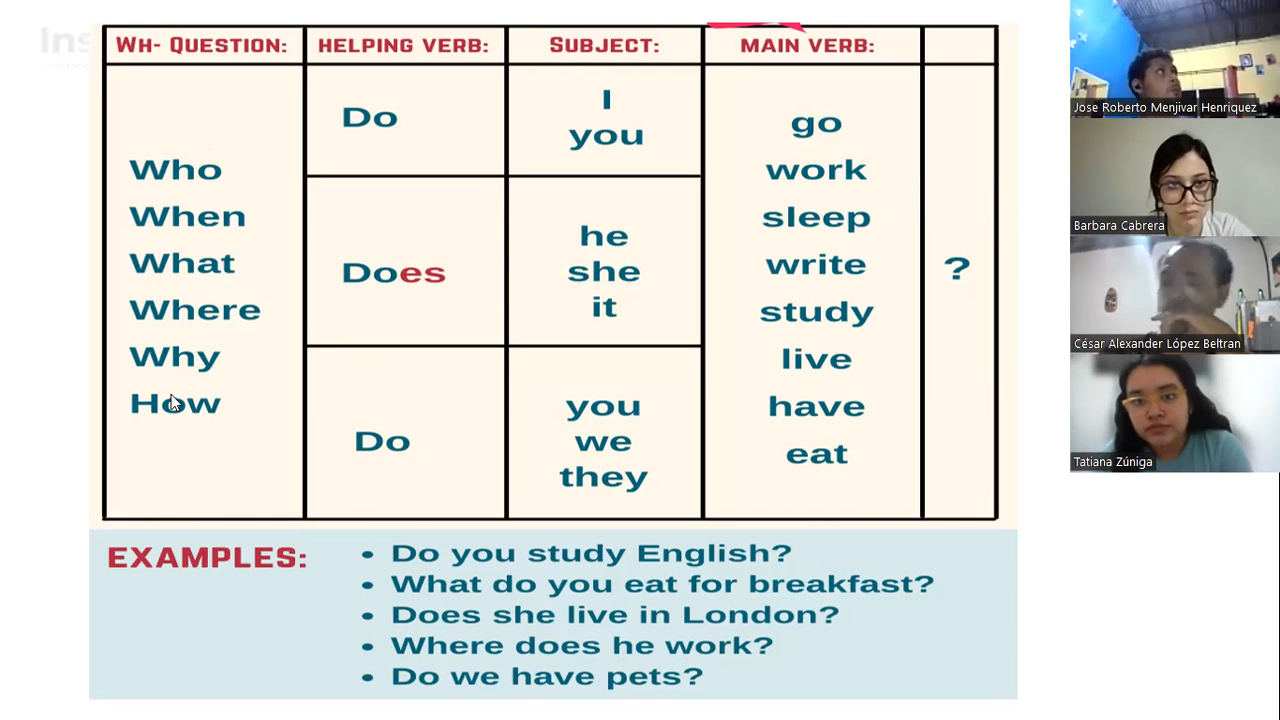 Ins
WH- QUESTION: HELPING VERB: SUBJECT: MAIN VERB:
Who
When
What
Where
Why
How
Do
Does
Do
I
you
he
she
it
you
we
they
go
work
sleep
write
study
live
have
eat
?
EXAMPLES:
• Do you study English?
• What do you eat for breakfast?
• Does she live in London?
• Where does he work?
• Do we have pets?
Jose Roberto Menjivar Henriquez
Barbara Cabrera
César Alexander López Beltran
Tatiana Zúniga